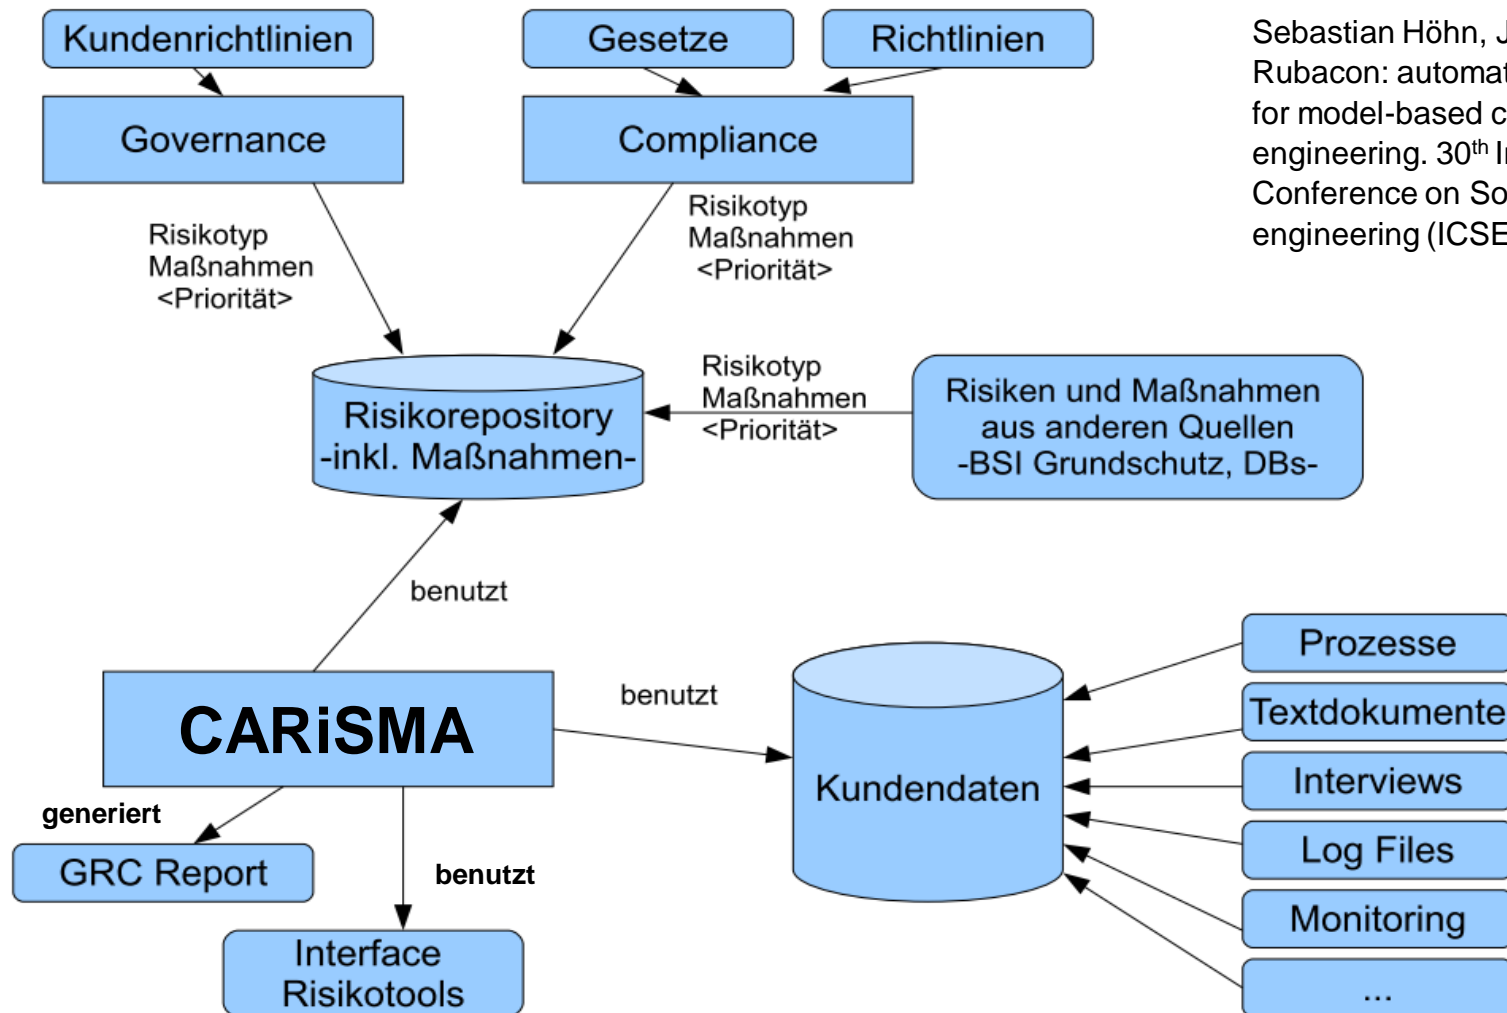 Kundenrichtlinien
Gesetze
Richtlinien
Sebastian Höhn, J
Rubacon: automat
for model-based c
engineering. 30th I
Conference on So
engineering (ICSE
Governance
Compliance
Risikotyp
Maßnahmen
<Priorität>
Risikotyp
Maßnahmen
<Priorität>
Risikorepository
-inkl. Maßnahmen-
Risikotyp
Maßnahmen
<Priorität>
Risiken und Maßnahmen
aus anderen Quellen
-BSI Grundschutz, DBs-
benutzt
CARiSMA
benutzt
Kundendaten
Prozesse
Textdokumente
Interviews
Log Files
Monitoring
...
generiert
GRC Report
benutzt
Interface
Risikotools